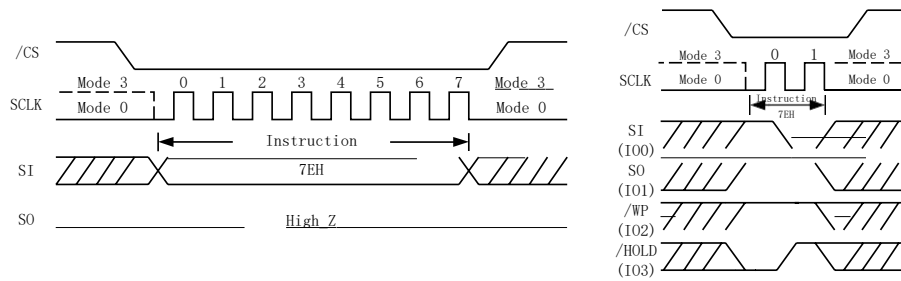 /CS
Mode 3 0 1 2 3 4 5 6 7 Mode 3
SCLK
Mode 0 Mode 0
Instruction
SI 7EH
SO High_Z
/CS
Mode 3 0 1 Mode 3
SCLK Mode 0 Mode 0
Instruction
7EH
SI
(IO0)
SO
(IO1)
/WP
(IO2)
/HOLD
(IO3)